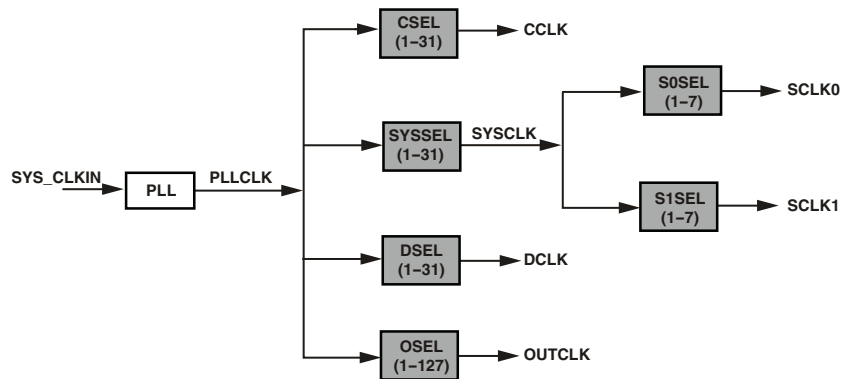 CSEL
(1–31)
CCLK
S0SEL
(1–7)
SCLK0
SYSSEL
(1–31)
SYSCLK
SYS_CLKIN
PLL
PLLCLK
S1SEL
(1–7)
SCLK1
DSEL
(1–31)
DCLK
OSEL
(1–127)
OUTCLK